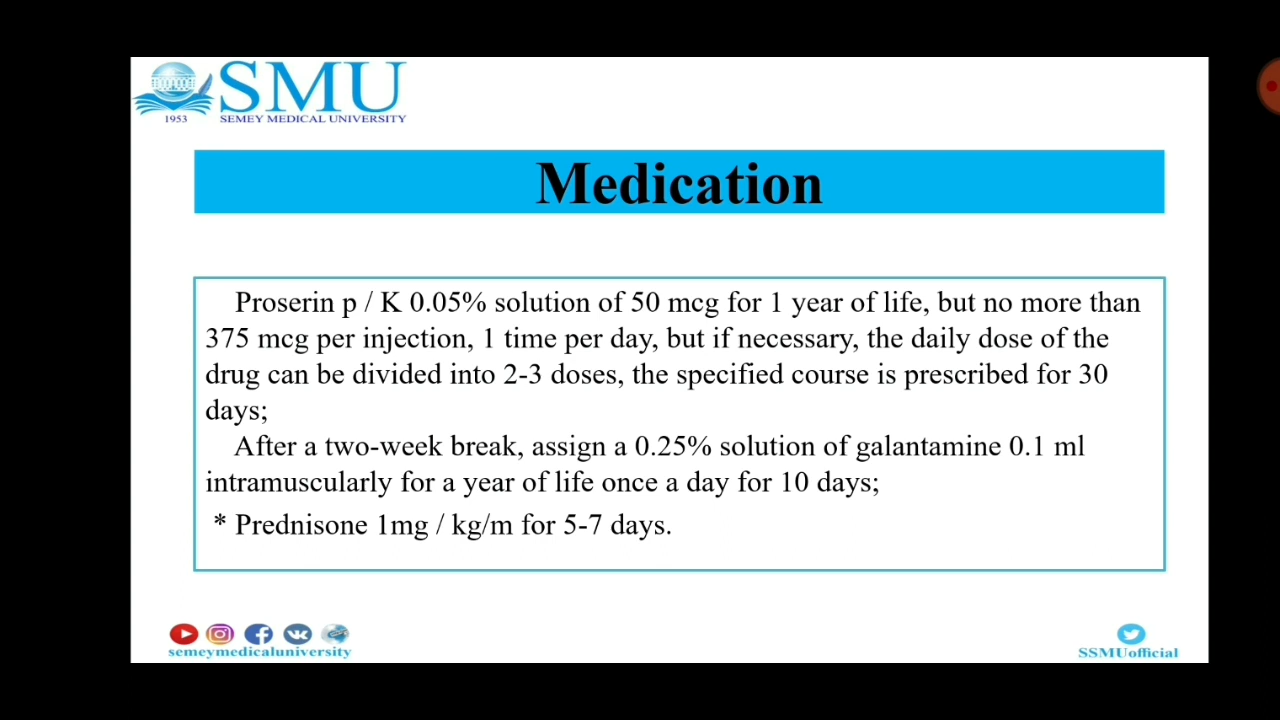 SMU
1953 SEMEY MEDICAL UNIVERSITY
Medication
Proserin p / K 0.05% solution of 50 mcg for 1 year of life, but no more than
375 mcg per injection, 1 time per day, but if necessary, the daily dose of the
drug can be divided into 2-3 doses, the specified course is prescribed for 30
days;
After a two-week break, assign a 0.25% solution of galantamine 0.1 ml
intramuscularly for a year of life once a day for 10 days;
* Prednisone 1mg / kg/m for 5-7 days.
semeymedicaluniversity
SSMUofficial